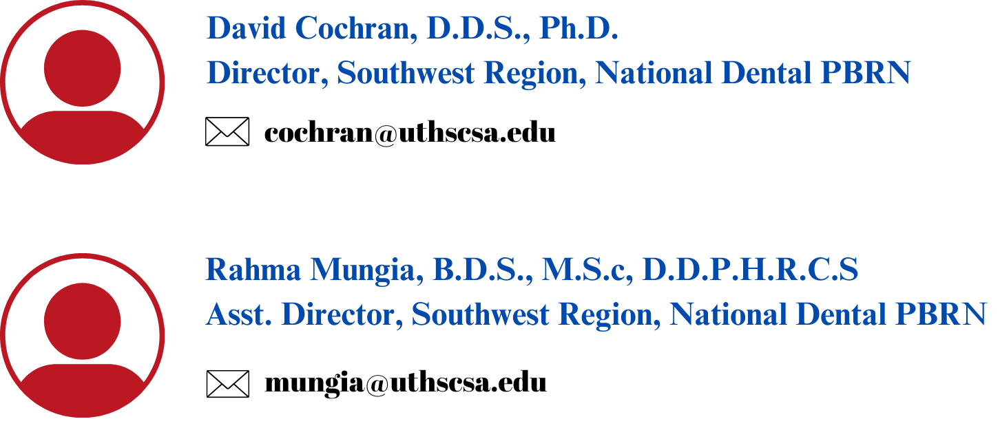 David Cochran, D.D.S., Ph.D.
Director, Southwest Region, National Dental PBRN
cochran@uthscsa.edu
Rahma Mungia, B.D.S., M.S.c, D.D.P.H.R.C.S
Asst. Director, Southwest Region, National Dental PBRN
mungia@uthscsa.edu